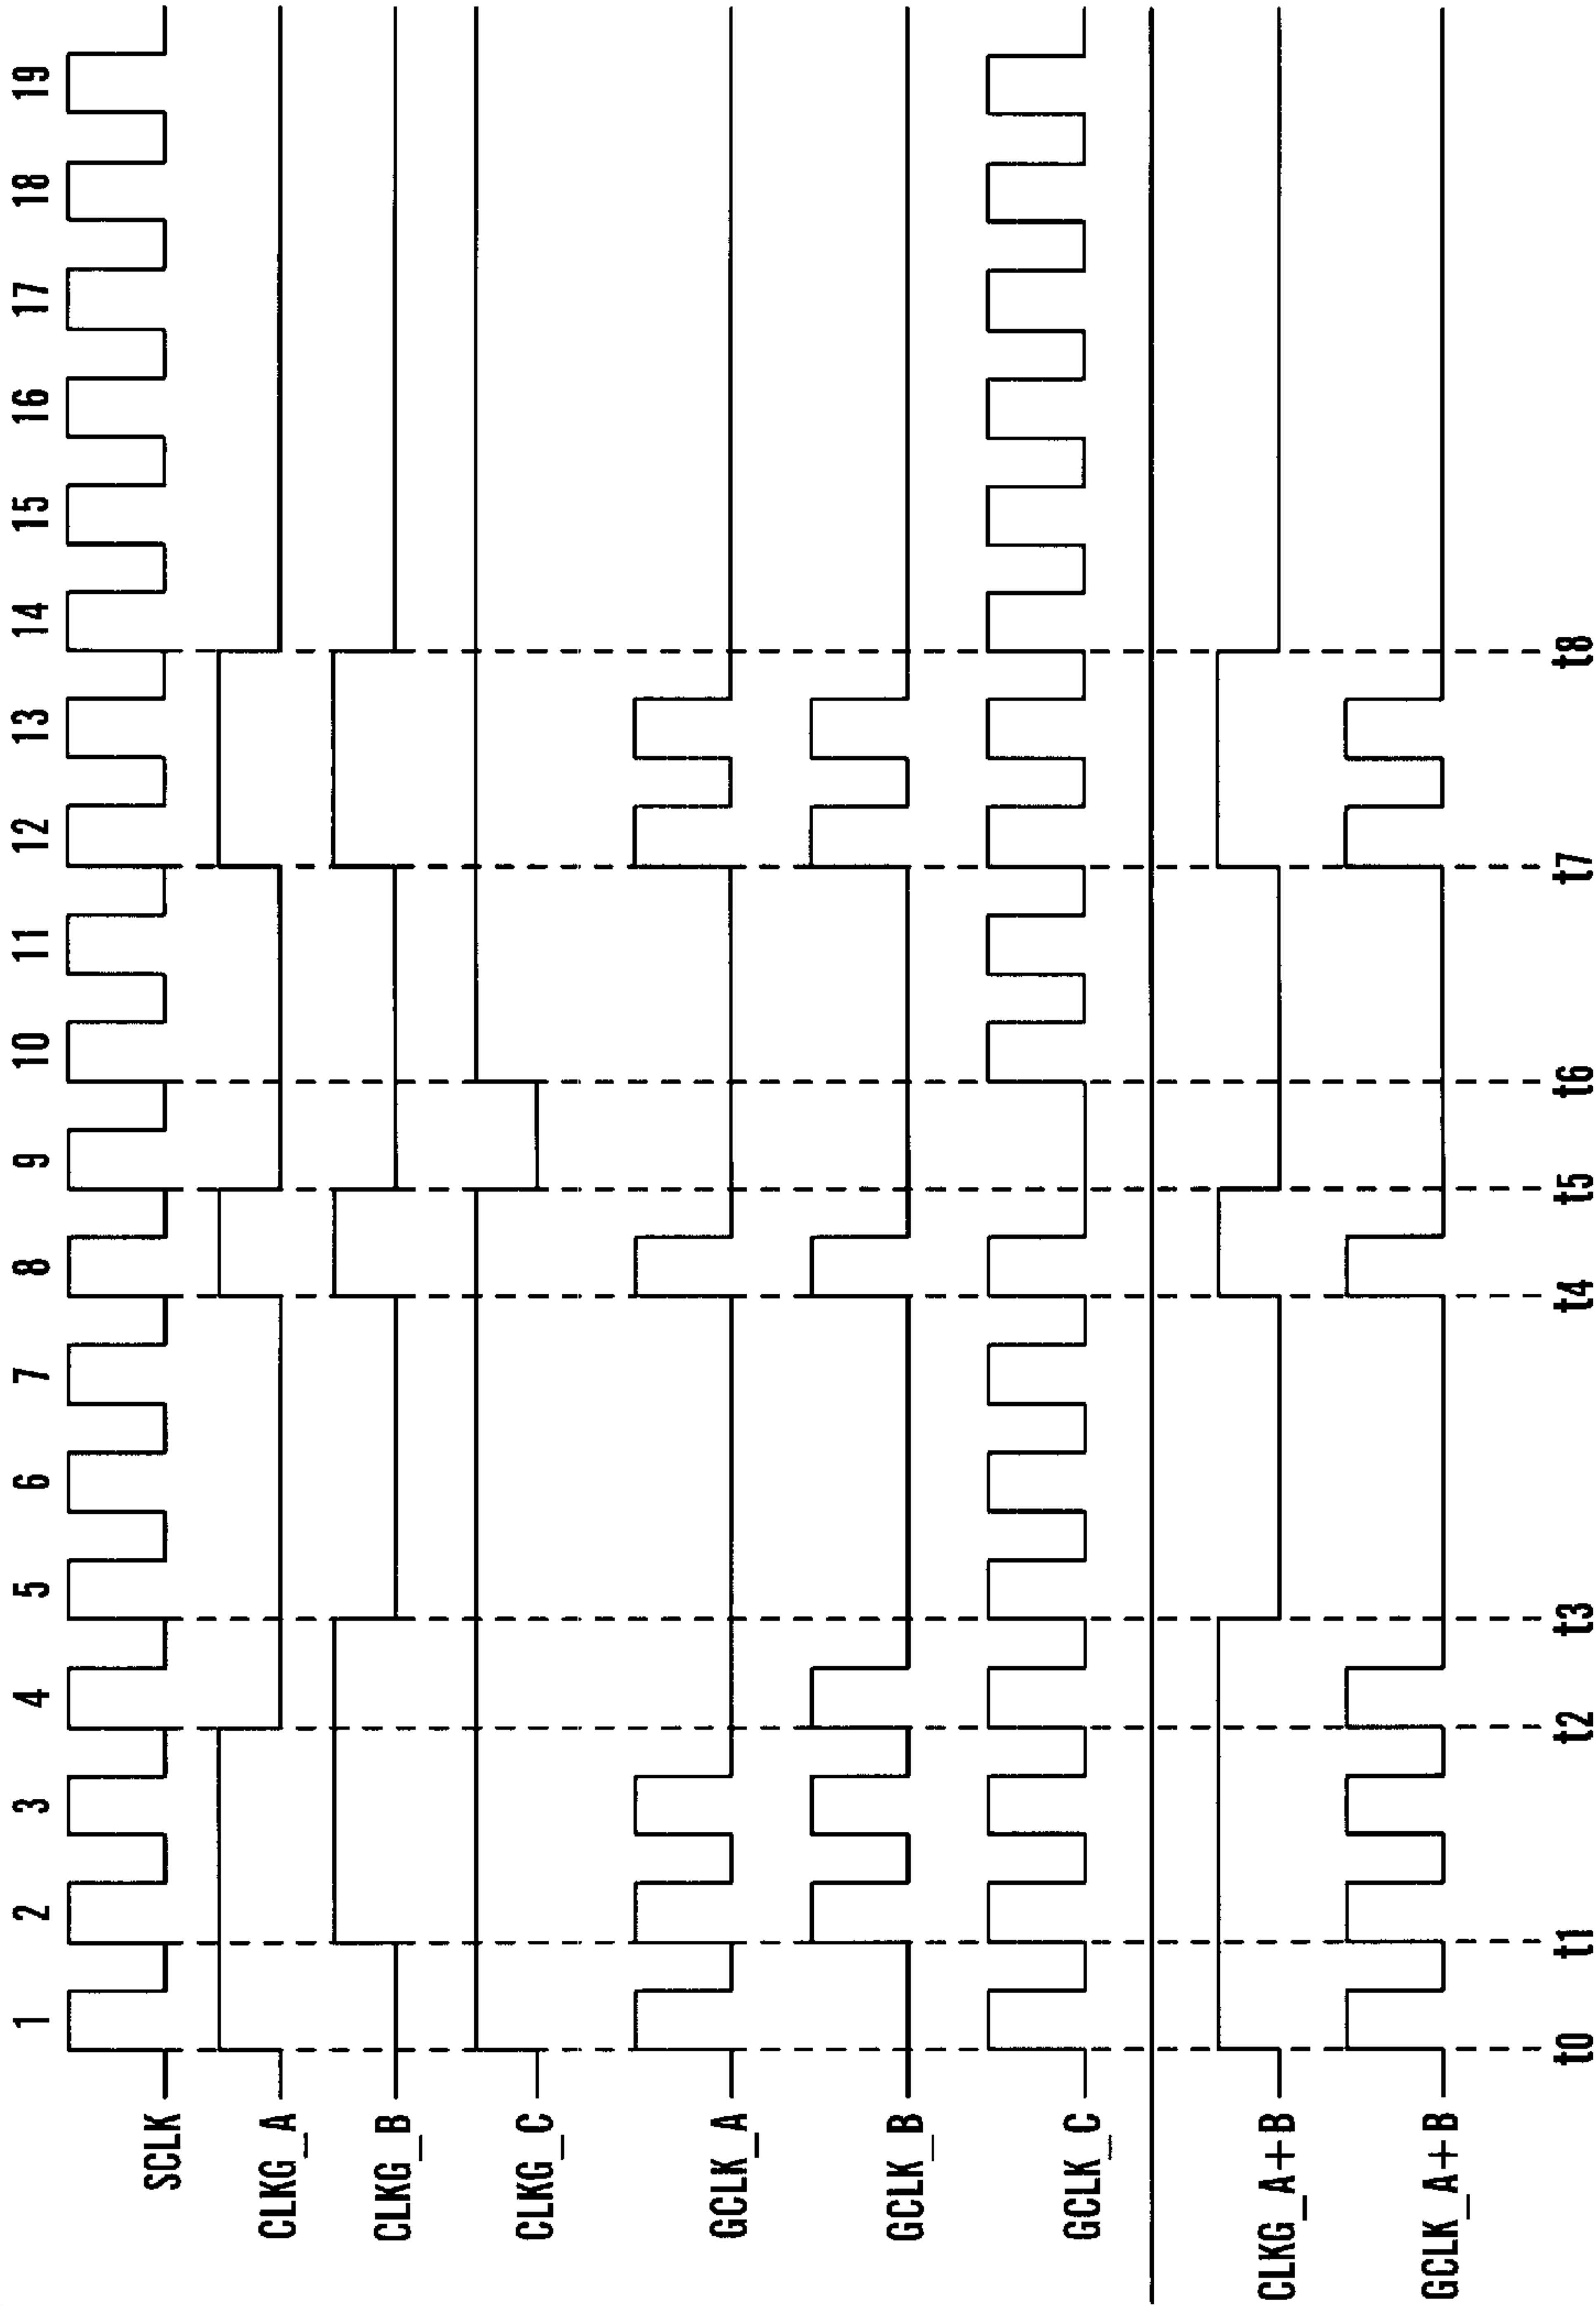 1 2 3 4 5 6 7 8 9 10 11 12 13 14 15 16 17 18 19
SCLK
CLKG_A
CLKG_B
CLKG_C
GCLK_A
GCLK_B
GCLK_C
CLKG_A+B
GCLK_A+B
t0 t1 t2 t3 t4 t5 t6 t7 t8